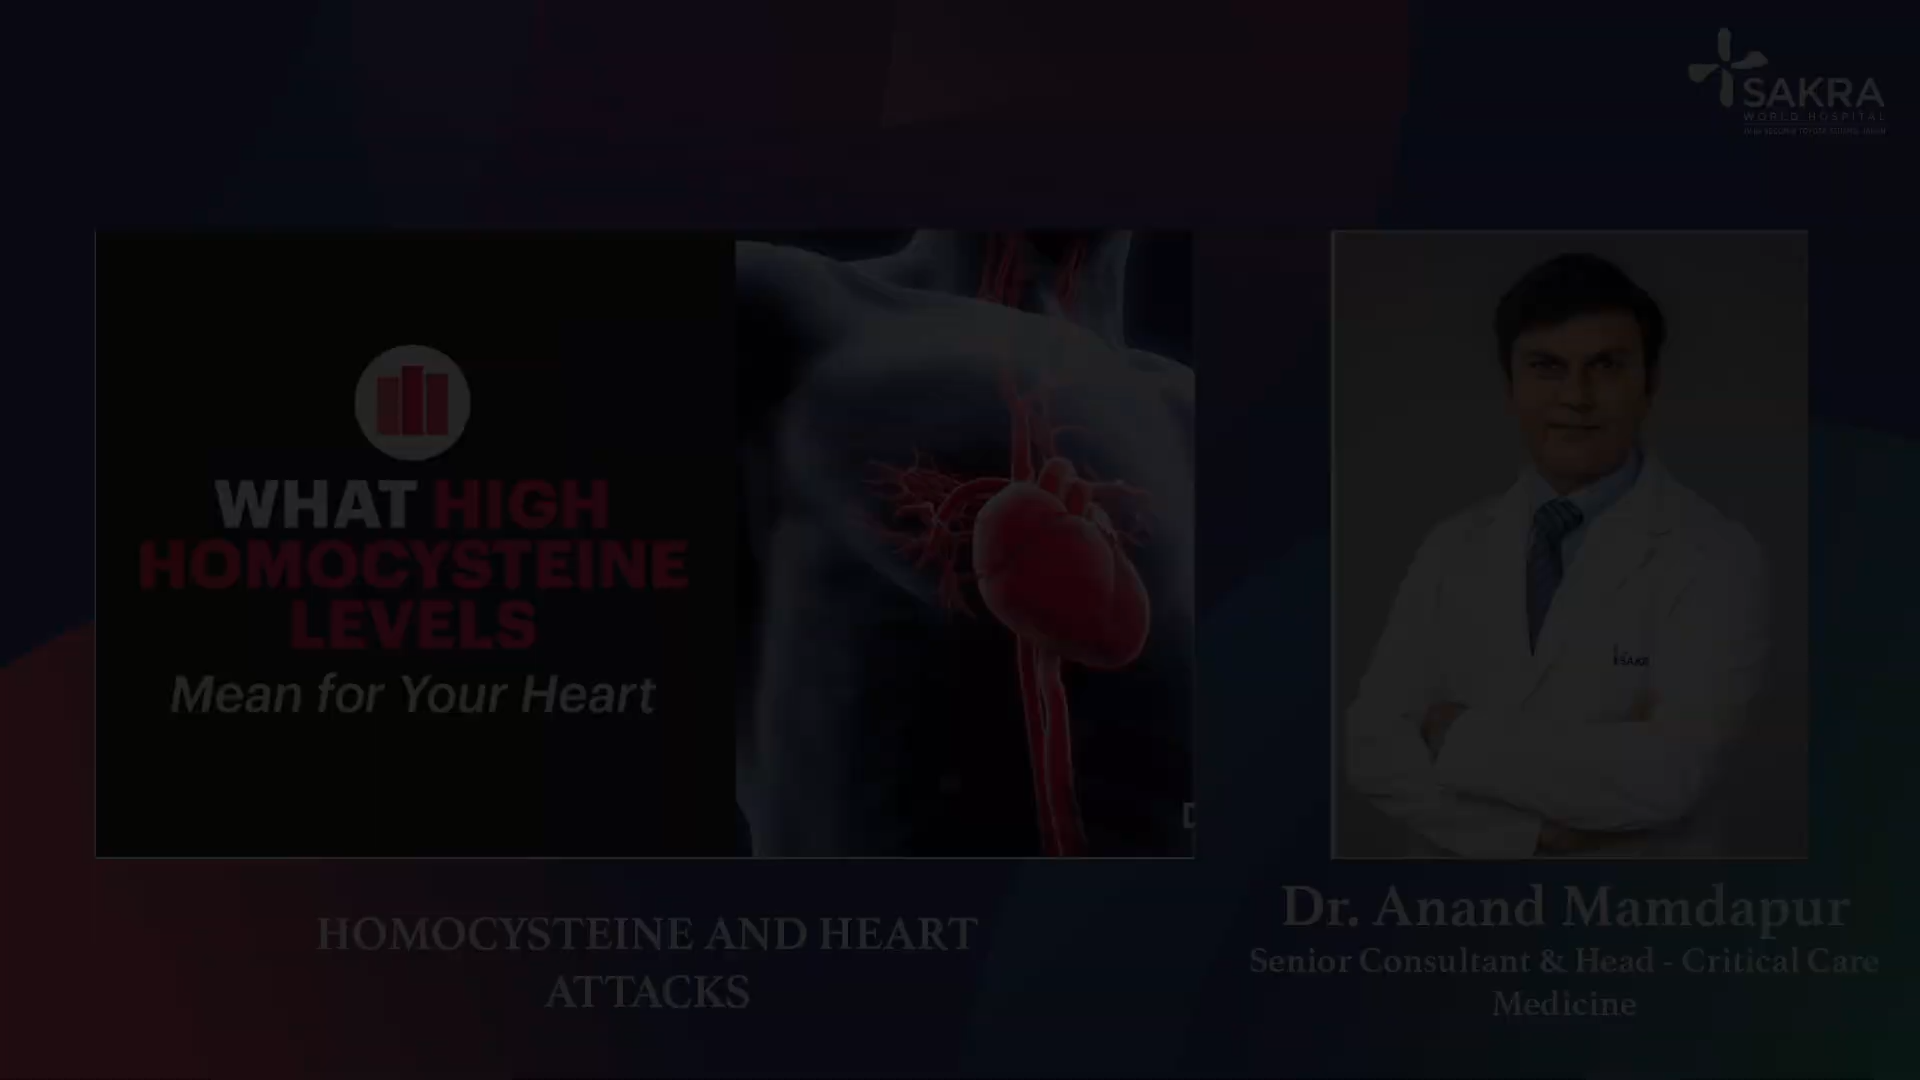 SAKRA
WORLD HOSPITAL
WHAT HIGH
HOMOCYSTEINE
LEVELS
Mean for Your Heart
SAKR
D
HOMOCYSTEINE AND HEART
ATTACKS
Dr. Anand Mamdapur
Senior Consultant & Head - Critical Care
Medicine